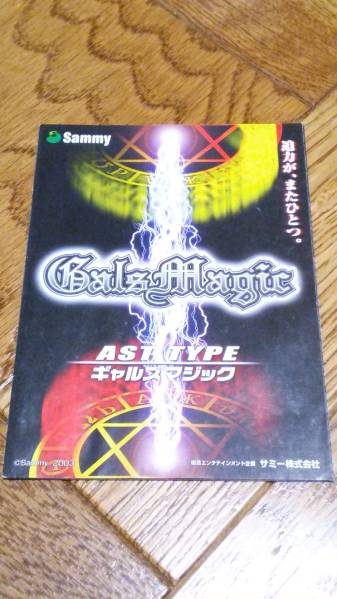 Sammy
迫力が、またひとつ。
Gals Magic
AST TYPE
ギャルズマジック
©Sammy 2003
総合エンタテインメント企業 サミー株式会社